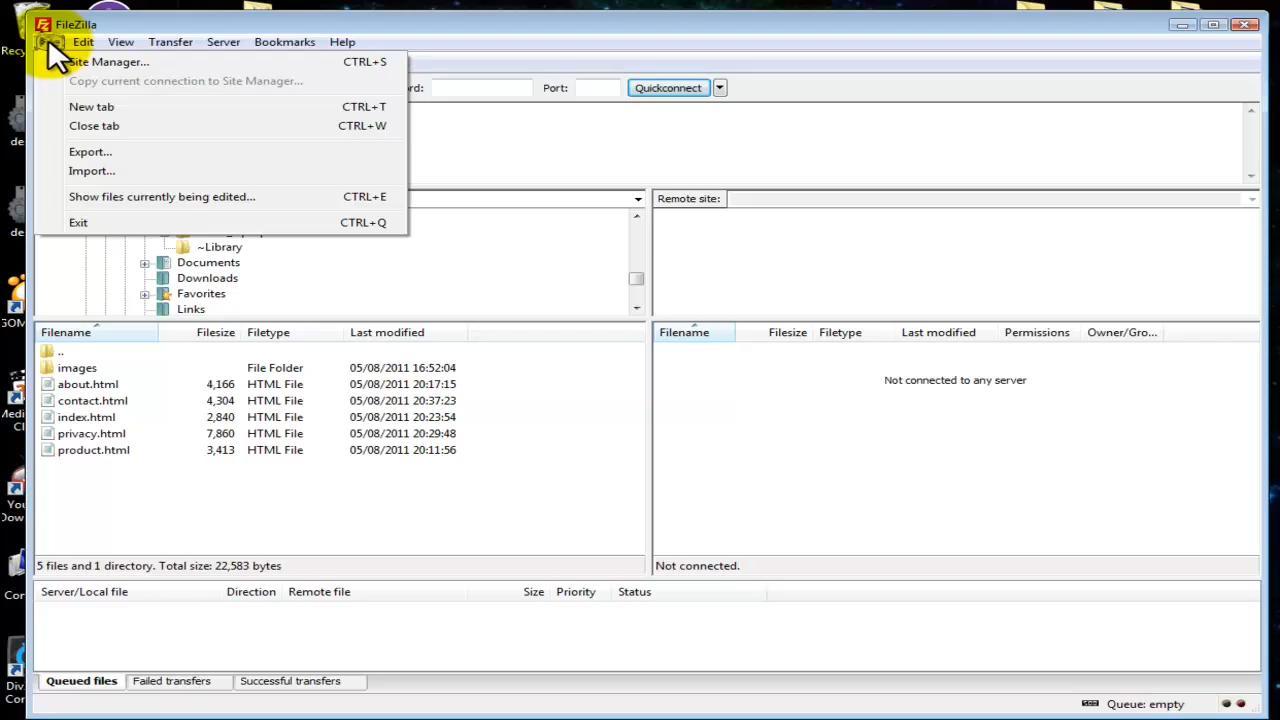 FileZilla
Edit View Transfer Server Bookmarks Help
Site Manager... CTRL+S
Copy current connection to Site Manager...
Port: Quickconnect
New tab CTRL+T
Close tab CTRL+W
Export...
Import...
Show files currently being edited... CTRL+E
Exit CTRL+Q
Remote site:
~Library
Documents
Downloads
Favorites
Links
Filename Filesize Filetype Last modified
..
images File Folder 05/08/2011 16:52:04
about.html 4,166 HTML File 05/08/2011 20:17:15
contact.html 4,304 HTML File 05/08/2011 20:37:23
index.html 2,840 HTML File 05/08/2011 20:23:54
privacy.html 7,860 HTML File 05/08/2011 20:29:48
product.html 3,413 HTML File 05/08/2011 20:11:56
5 files and 1 directory. Total size: 22,583 bytes
Filename Filesize Filetype Last modified Permissions Owner/Gro...
Not connected to any server
Not connected.
Server/Local file Direction Remote file Size Priority Status
Queued files Failed transfers Successful transfers
Queue: empty